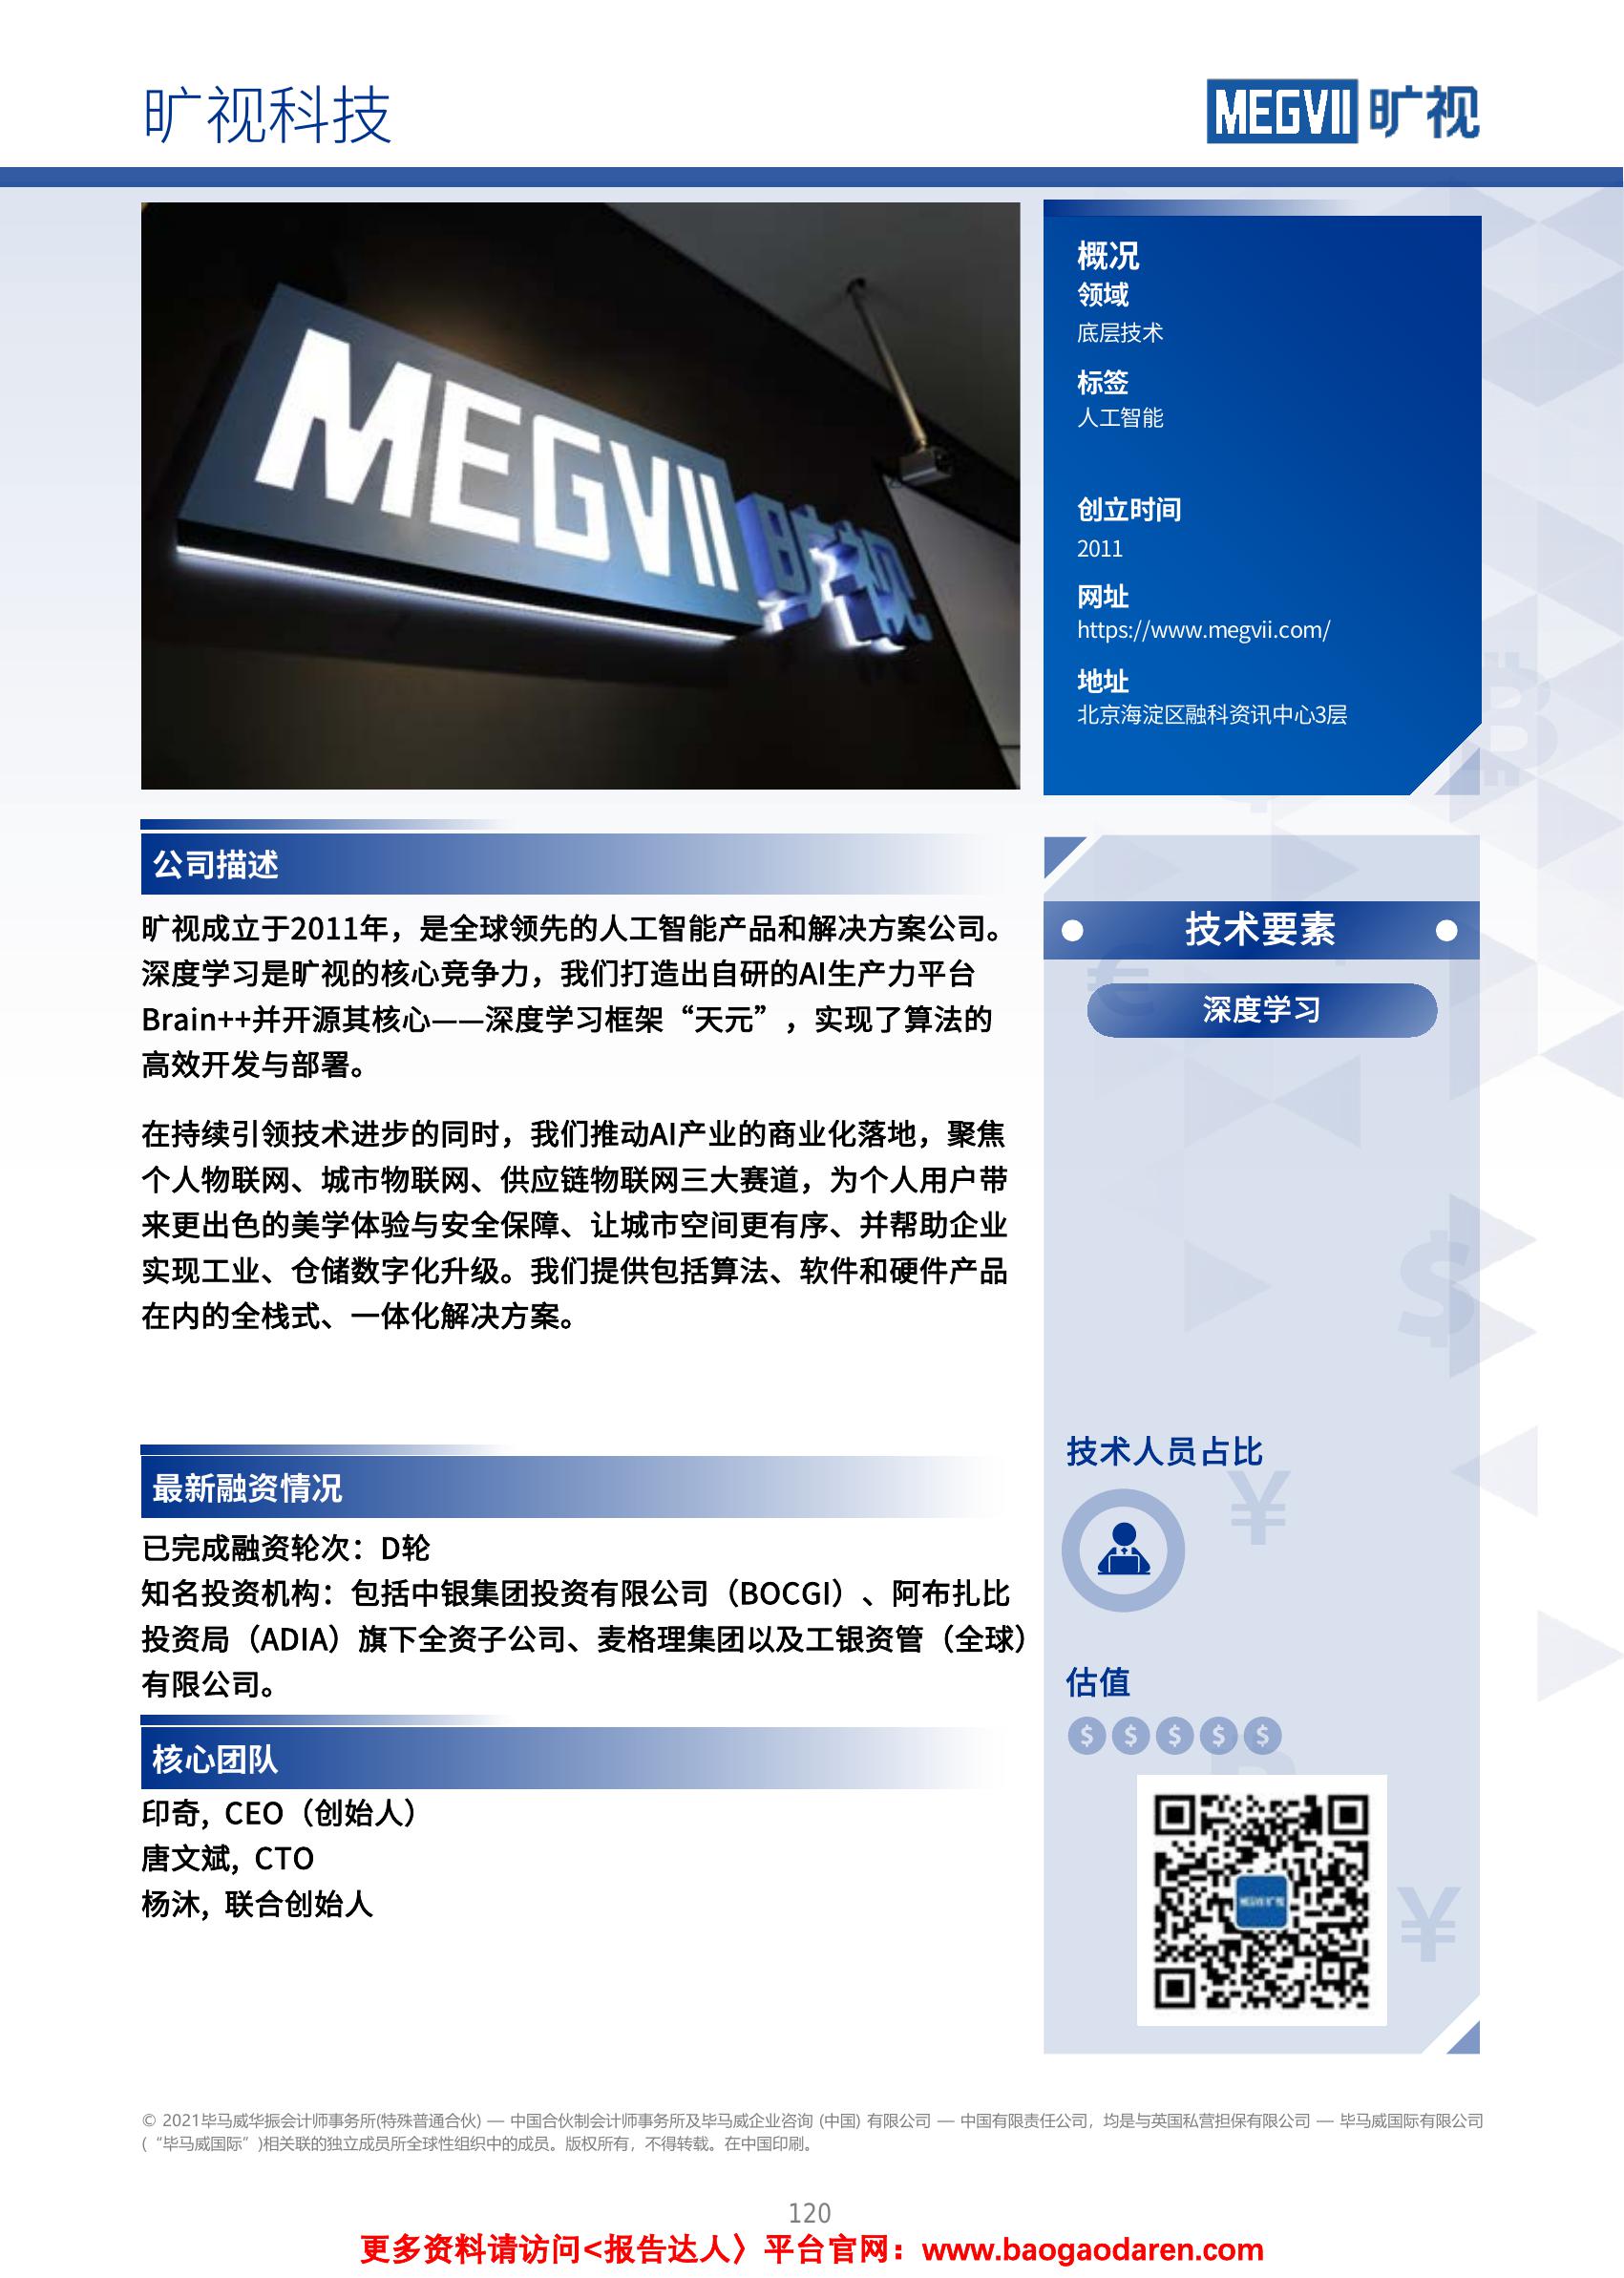 旷视科技
MEGVII 旷视
MEGVII 旷视
概况
领域
底层技术
标签
人工智能
创立时间
2011
网址
https://www.megvii.com/
地址
北京海淀区融科资讯中心3层
公司描述
旷视成立于2011年，是全球领先的人工智能产品和解决方案公司。
深度学习是旷视的核心竞争力，我们打造出自研的AI生产力平台
Brain++并开源其核心——深度学习框架“天元”，实现了算法的
高效开发与部署。
在持续引领技术进步的同时，我们推动AI产业的商业化落地，聚焦
个人物联网、城市物联网、供应链物联网三大赛道，为个人用户带
来更出色的美学体验与安全保障、让城市空间更有序、并帮助企业
实现工业、仓储数字化升级。我们提供包括算法、软件和硬件产品
在内的全栈式、一体化解决方案。
最新融资情况
已完成融资轮次：D轮
知名投资机构：包括中银集团投资有限公司（BOCGI）、阿布扎比
投资局（ADIA）旗下全资子公司、麦格理集团以及工银资管（全球）
有限公司。
核心团队
印奇, CEO（创始人）
唐文斌, CTO
杨沐, 联合创始人
技术要素
深度学习
技术人员占比
估值
$ $ $ $ $
MEGVII 旷视
© 2021毕马威华振会计师事务所(特殊普通合伙) — 中国合伙制会计师事务所及毕马威企业咨询 (中国) 有限公司 — 中国有限责任公司，均是与英国私营担保有限公司 — 毕马威国际有限公司
(“毕马威国际”)相关联的独立成员所全球性组织中的成员。版权所有，不得转载。在中国印刷。
120
更多资料请访问<报告达人〉平台官网：www.baogaodaren.com